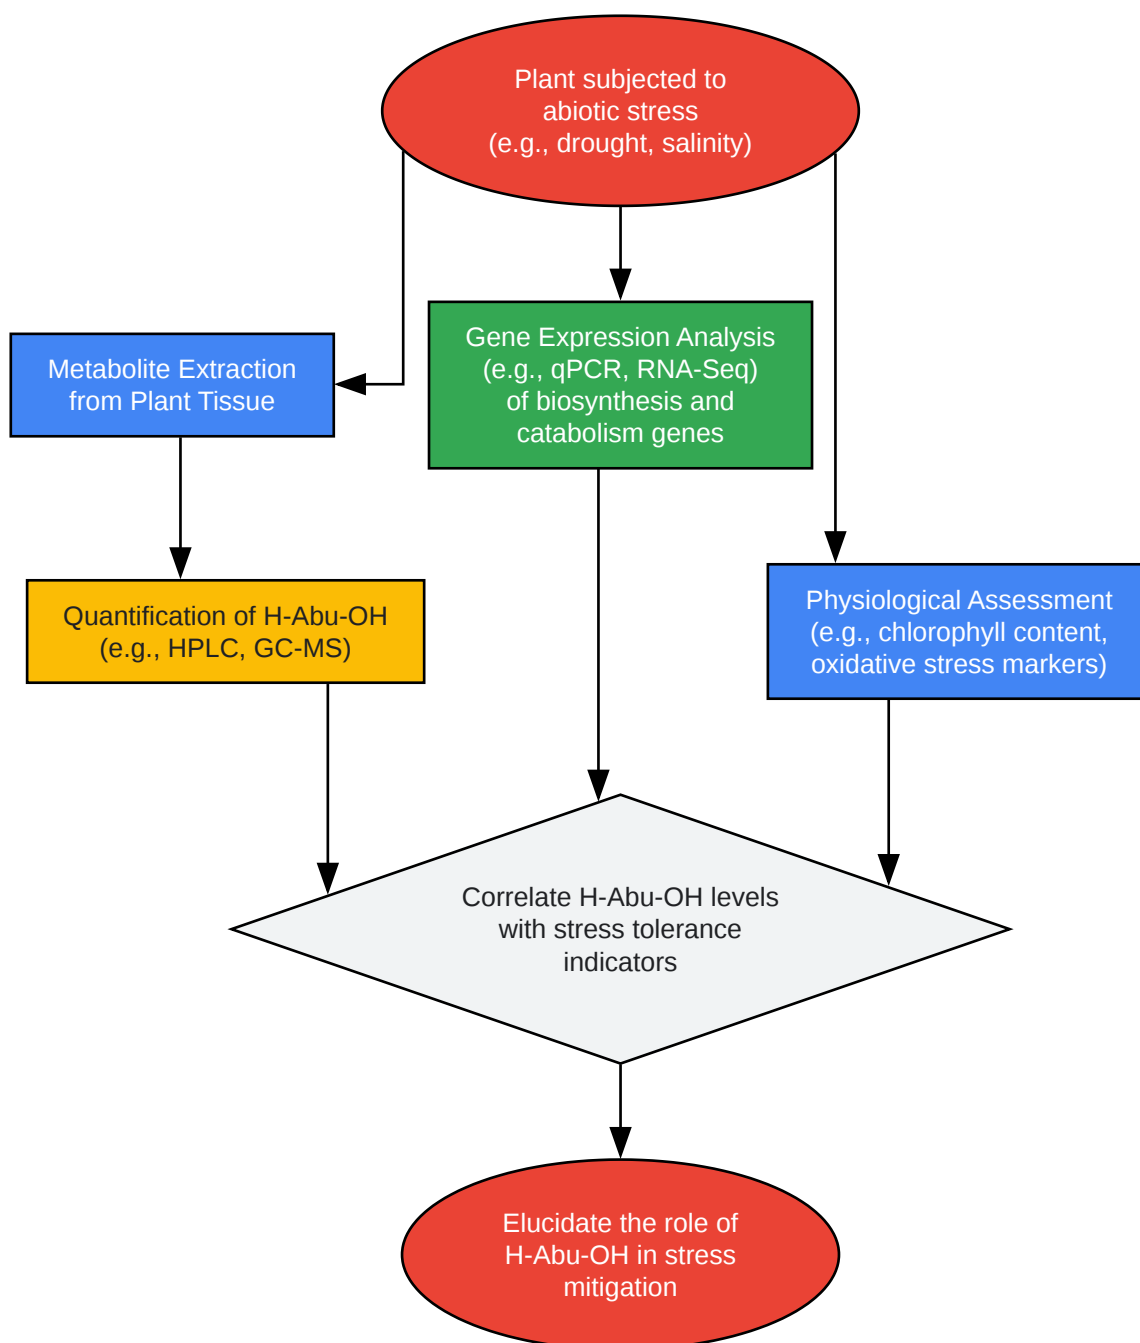 Plant subjected to
abiotic stress
(e.g., drought, salinity)
Gene Expression Analysis
(e.g., qPCR, RNA-Seq)
of biosynthesis and
catabolism genes
Metabolite Extraction
from Plant Tissue
Quantification of H-Abu-OH
(e.g., HPLC, GC-MS)
Physiological Assessment
(e.g., chlorophyll content,
oxidative stress markers)
Correlate H-Abu-OH levels
with stress tolerance
indicators
Elucidate the role of
H-Abu-OH in stress
mitigation